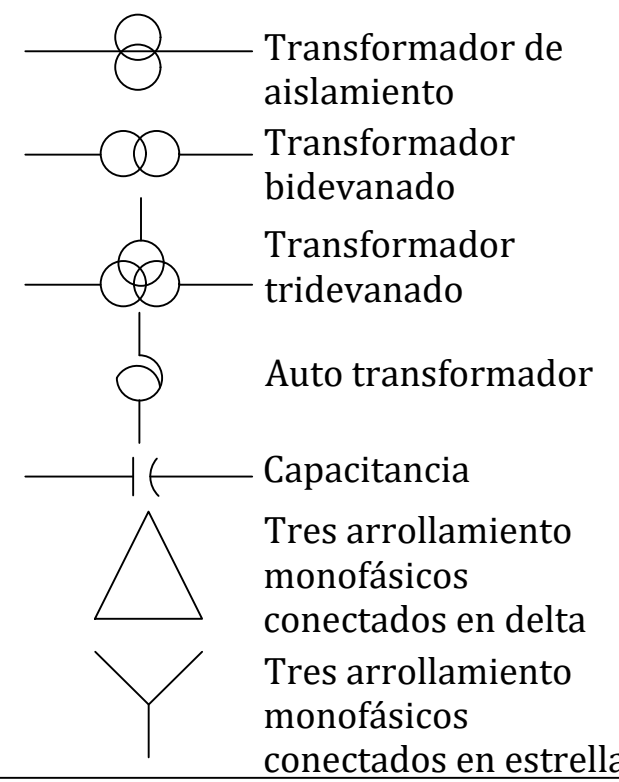 Transformador de
aislamiento
Transformador
bidevanado
Transformador
tridevanado
Auto transformador
Capacitancia
Tres arrollamiento
monofásicos
conectados en delta
Tres arrollamiento
monofásicos
conectados en estrella